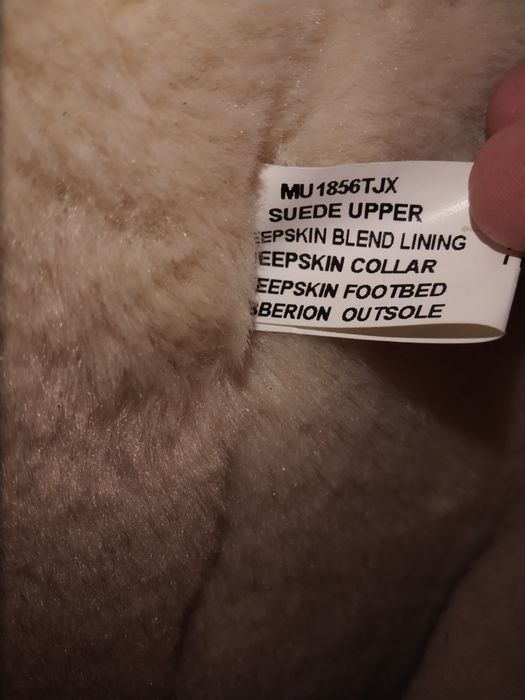 MU1856TJX
SUEDE UPPER
EEPSKIN BLEND LINING
EEPSKIN COLLAR
EEPSKIN FOOTBED
BERION OUTSOLE